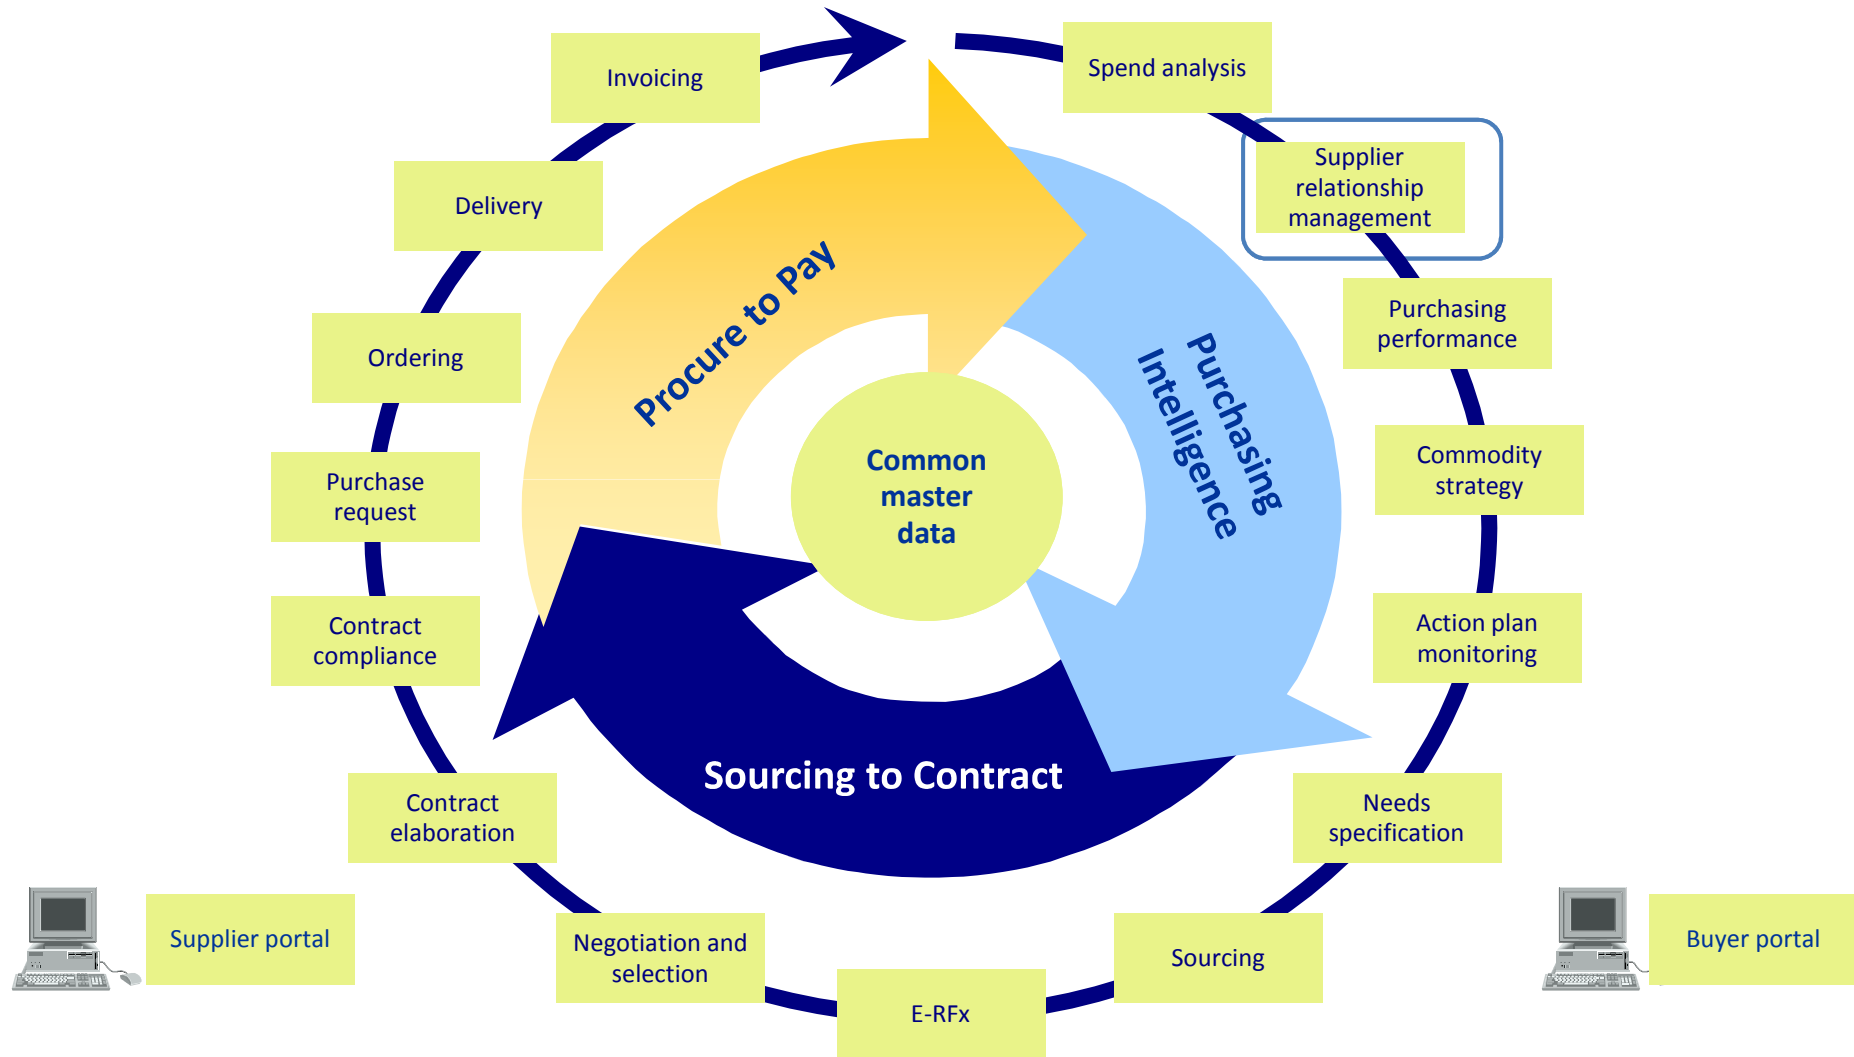 Spend analysis
Supplier
relationship
management
Purchasing
performance
Commodity
strategy
Action plan
monitoring
Needs
specification
Sourcing
E-RFx
Negotiation and
selection
Contract
elaboration
Contract
compliance
Purchase
request
Ordering
Delivery
Invoicing
Procure to Pay
Purchasing
Intelligence
Sourcing to Contract
Common
master
data
Supplier portal
Buyer portal